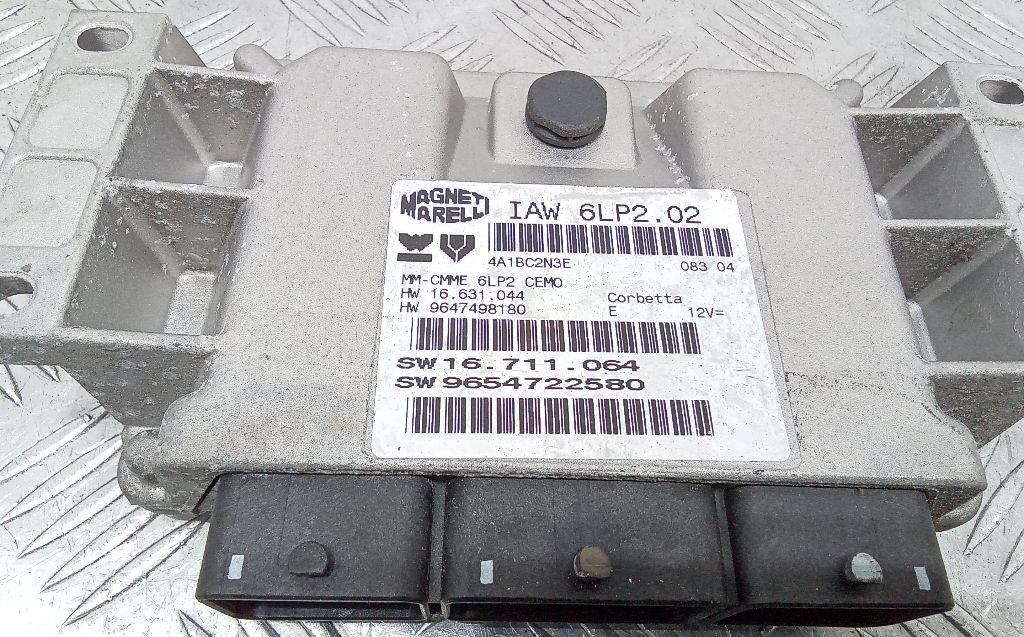 MAGNETI
MARELLI
IAW 6LP2.02
4A1BC2N3E 083 04
MM-CMME 6LP2 CEMO
HW 16.631.044 Corbetta
HW 9647498180 E 12V=
SW 16.711.064
SW 9654722580